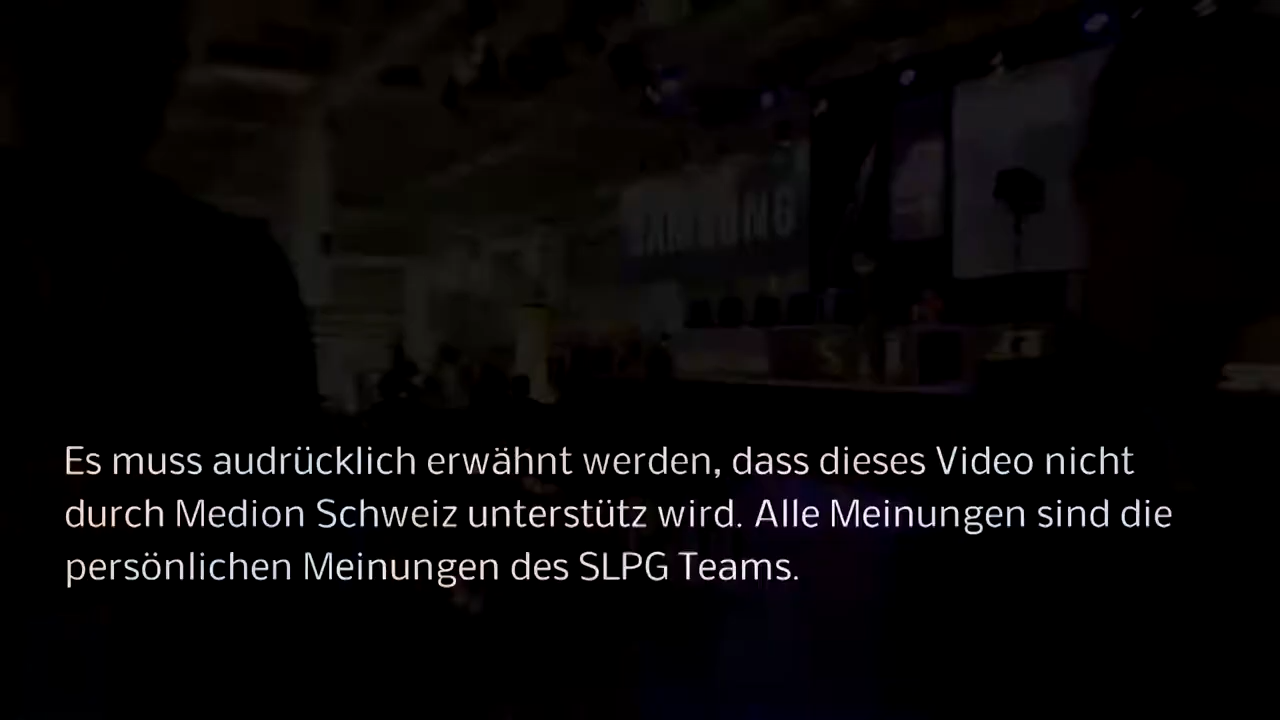 SAMSUNG
Es muss audrücklich erwähnt werden, dass dieses Video nicht
durch Medion Schweiz unterstütz wird. Alle Meinungen sind die
persönlichen Meinungen des SLPG Teams.